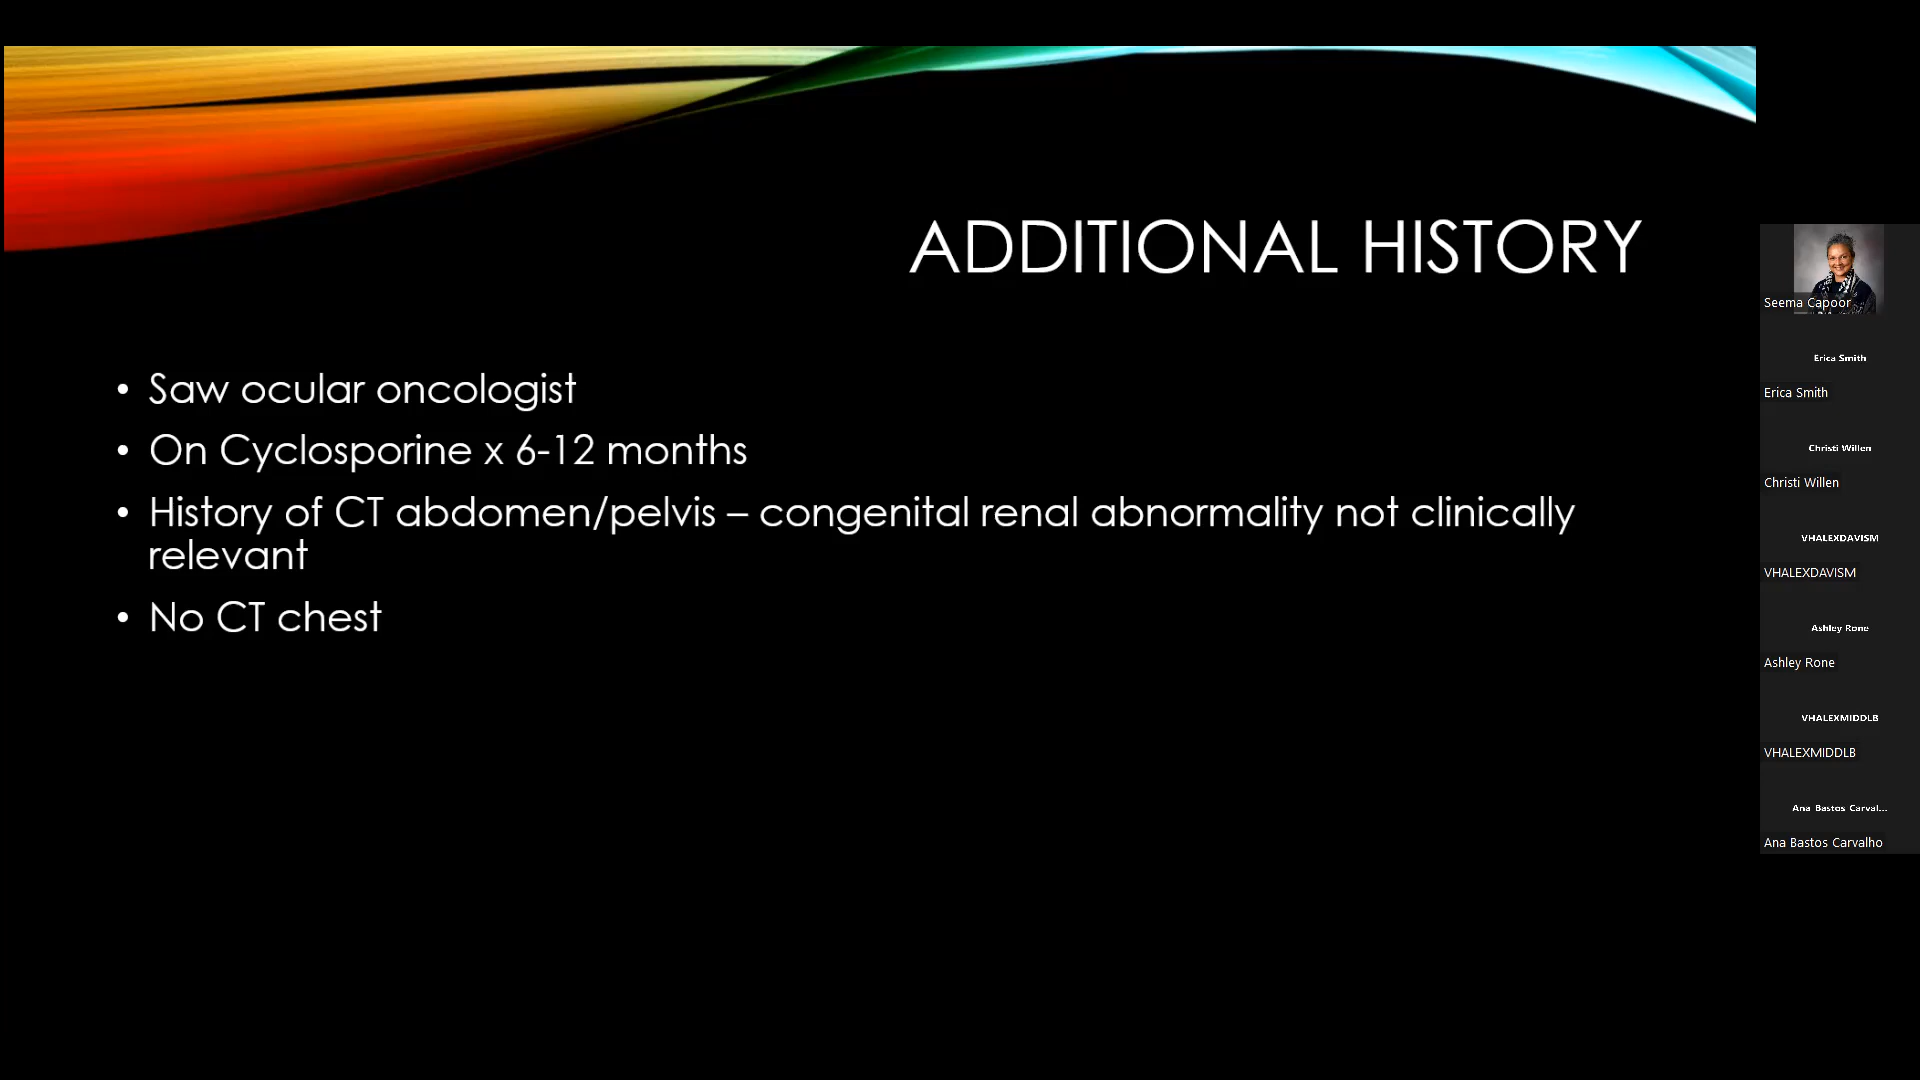 ADDITIONAL HISTORY
• Saw ocular oncologist
• On Cyclosporine x 6-12 months
• History of CT abdomen/pelvis – congenital renal abnormality not clinically
relevant
• No CT chest
Seema Capoor
Erica Smith
Erica Smith
Christi Willen
Christi Willen
VHALEXDAVISM
VHALEXDAVISM
Ashley Rone
Ashley Rone
VHALEXMIDDLB
VHALEXMIDDLB
Ana Bastos Carval...
Ana Bastos Carvalho